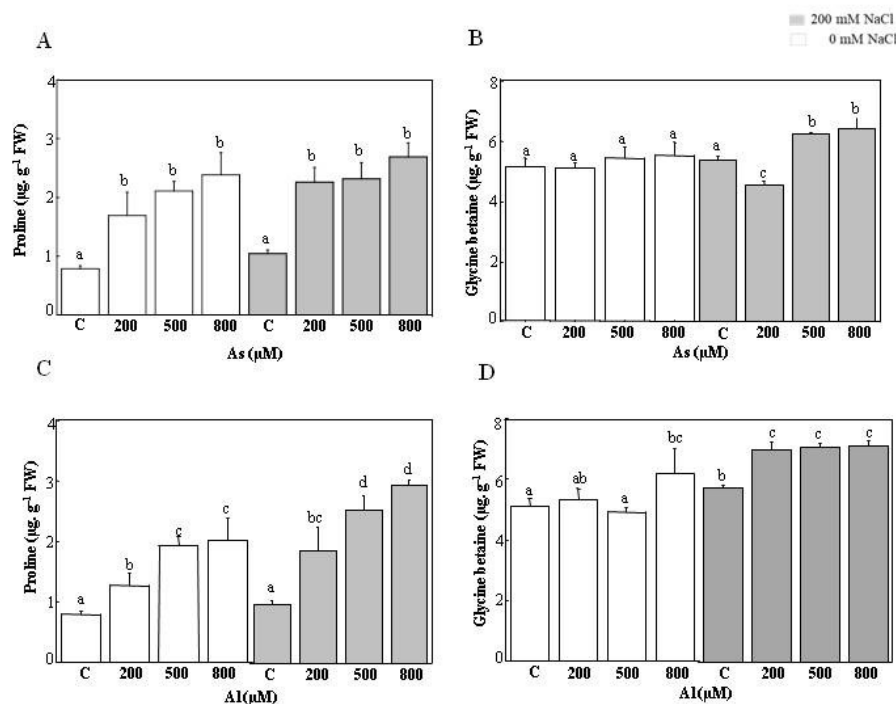 200 mM NaCl
0 mM NaCl
A
Proline (µg. g⁻¹ FW)
4
3
2
1
0
a
b
b
b
a
b
b
b
C 200 500 800 C 200 500 800
As (µM)
B
Glycine betaine (µg. g⁻¹ FW)
8
6
4
2
0
a
a
a
a
a
c
b
b
C 200 500 800 C 200 500 800
As (µM)
C
Proline (µg. g⁻¹ FW)
4
3
2
1
0
a
b
c
c
a
bc
d
d
C 200 500 800 C 200 500 800
Al(µM)
D
Glycine betaine (µg. g⁻¹ FW)
8
6
4
2
0
a
ab
a
bc
b
c
c
c
C 200 500 800 C 200 500 800
Al(µM)